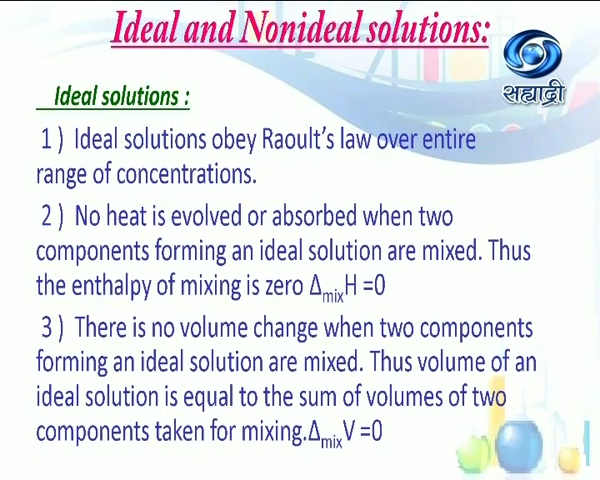 Ideal and Nonideal solutions:
सह्याद्री
Ideal solutions :
1 ) Ideal solutions obey Raoult's law over entire
range of concentrations.
2 ) No heat is evolved or absorbed when two
components forming an ideal solution are mixed. Thus
the enthalpy of mixing is zero ΔmixH =0
3 ) There is no volume change when two components
forming an ideal solution are mixed. Thus volume of an
ideal solution is equal to the sum of volumes of two
components taken for mixing.ΔmixV =0